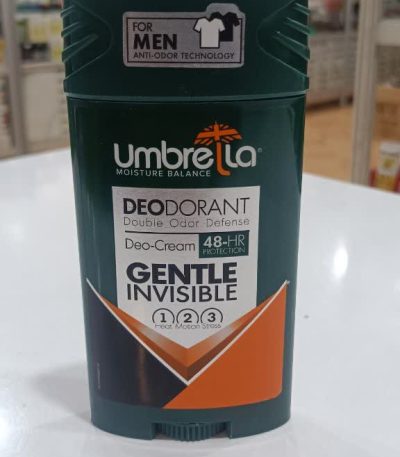 FOR
MEN
ANTI-ODOR TECHNOLOGY
Umbrella®
MOISTURE BALANCE
DEODORANT
Double Odor Defense
Deo-Cream 48-HR
PROTECTION
GENTLE
INVISIBLE
1 2 3
Heat Motion Stress